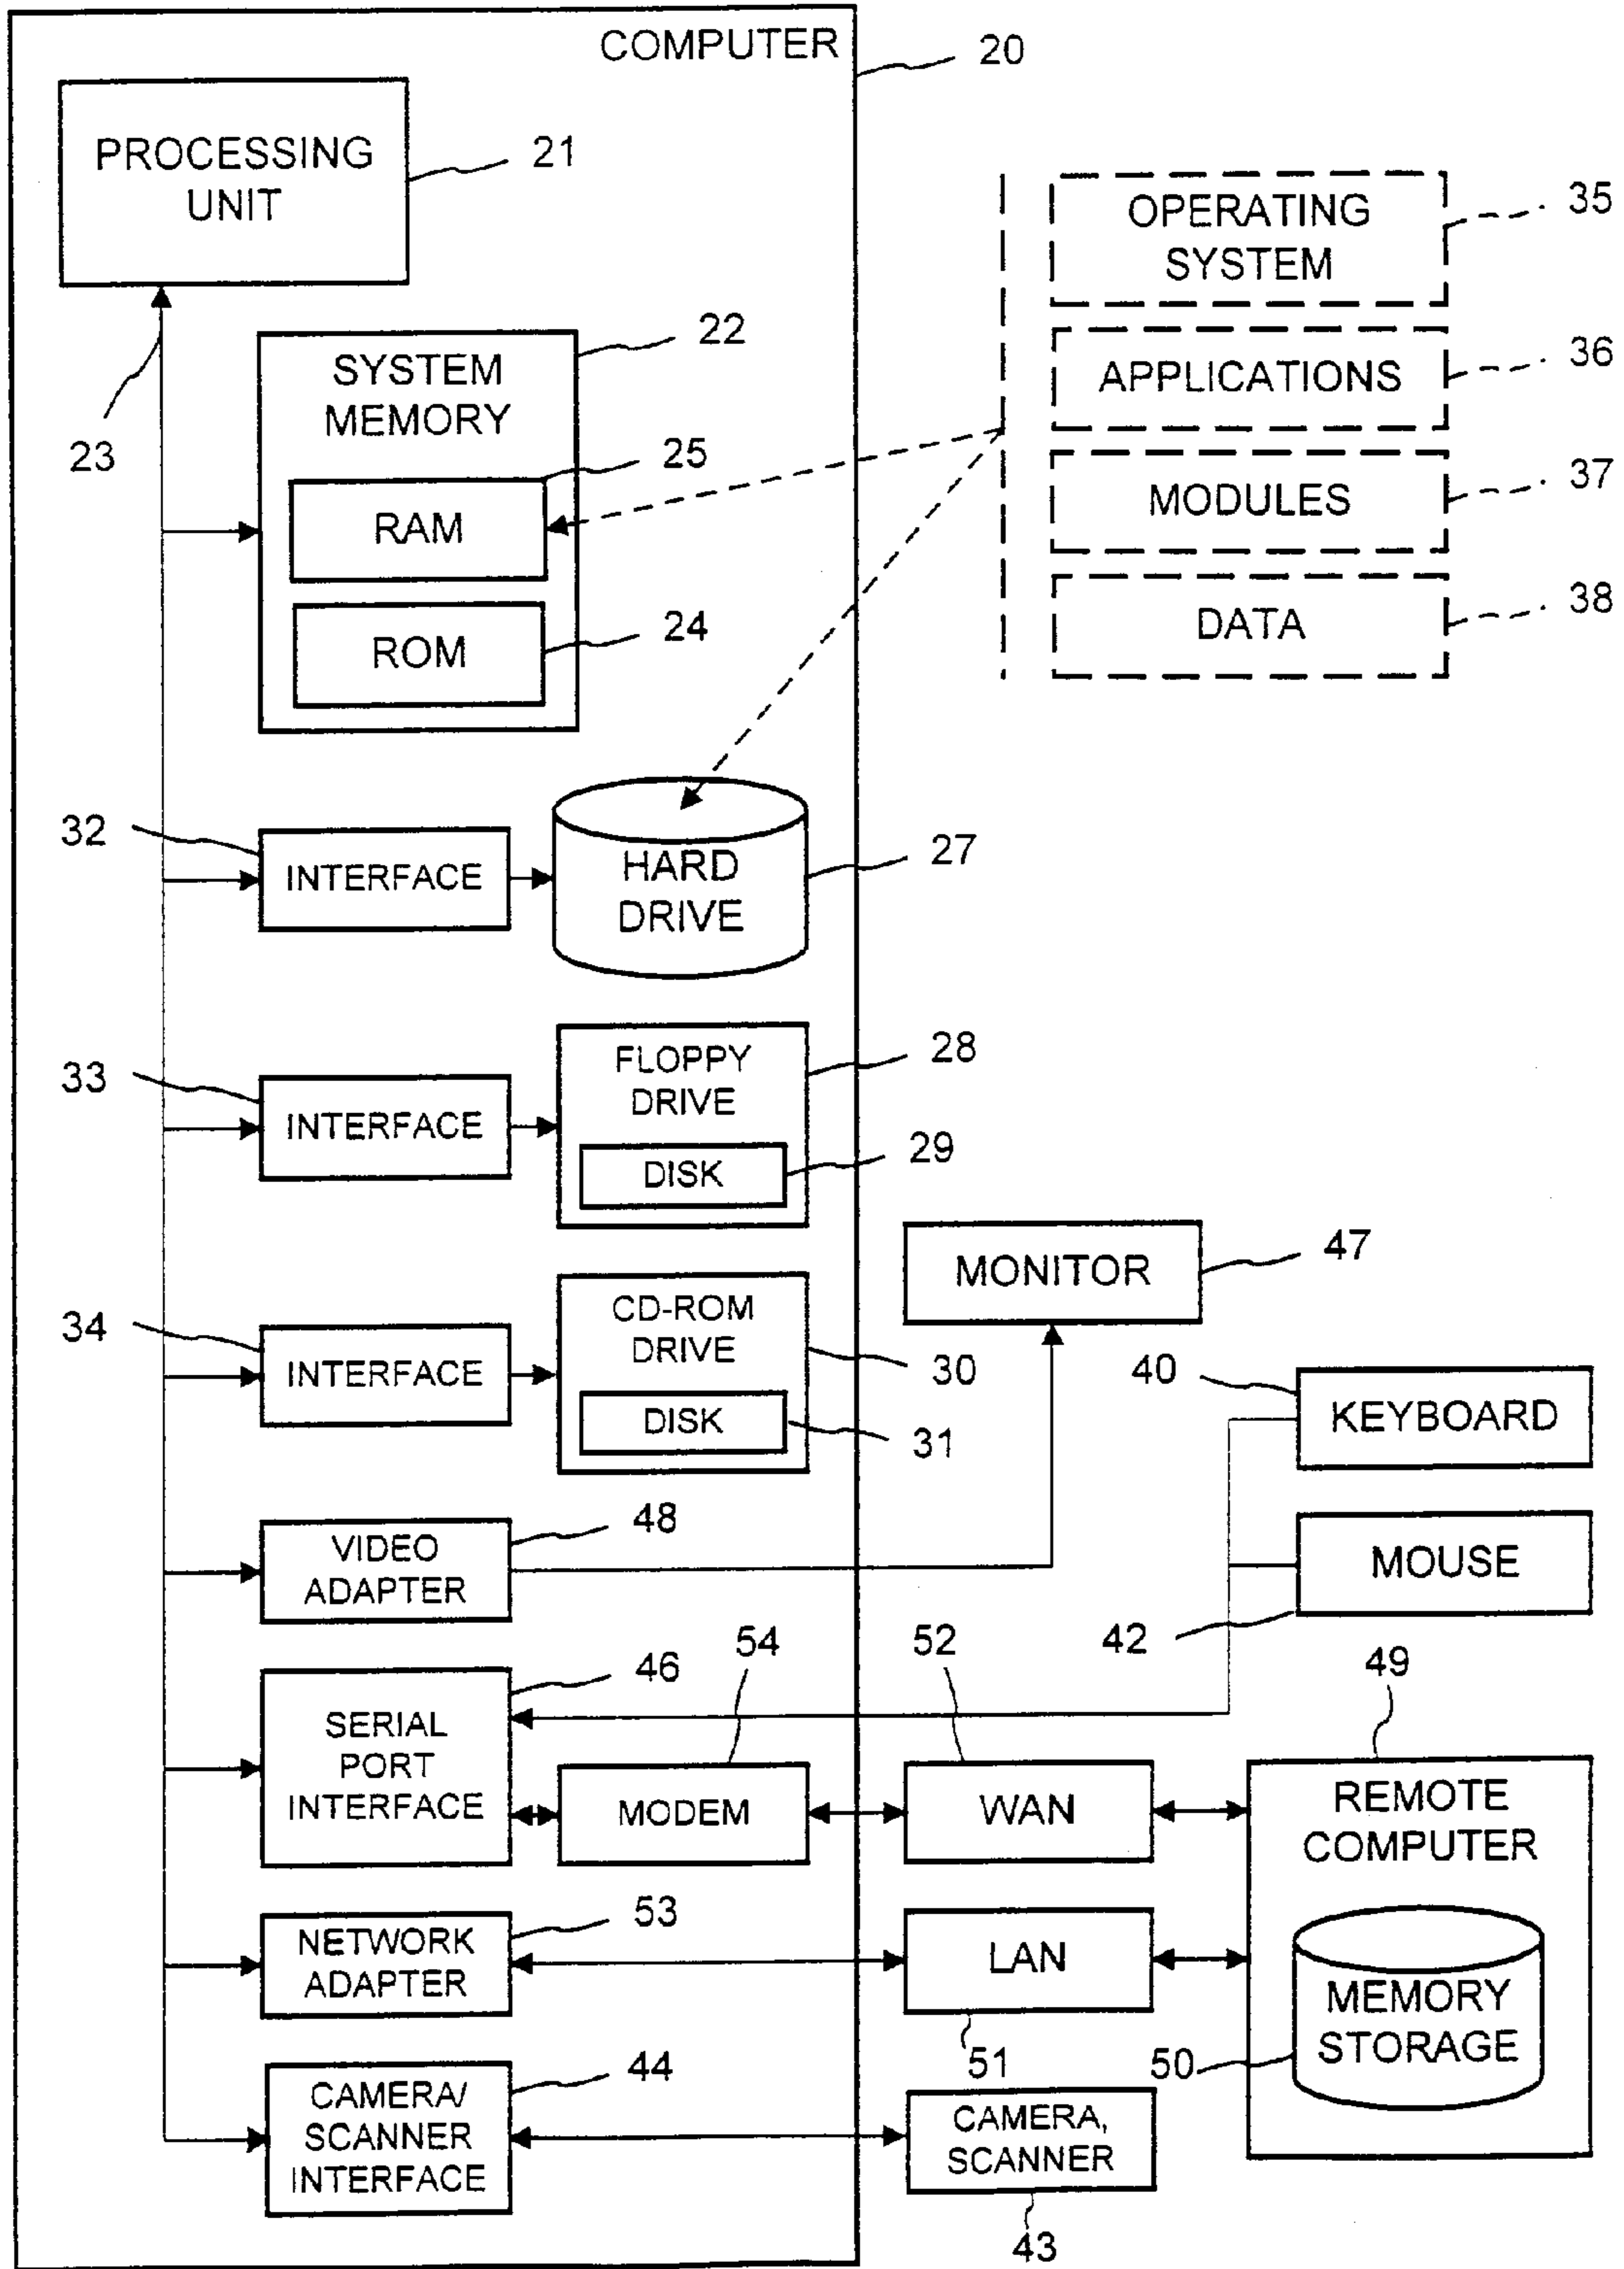 COMPUTER
20
PROCESSING
UNIT
21
23
SYSTEM
MEMORY
22
25
RAM
ROM
24
OPERATING
SYSTEM
35
APPLICATIONS
36
MODULES
37
DATA
38
32
INTERFACE
HARD
DRIVE
27
33
INTERFACE
FLOPPY
DRIVE
28
DISK
29
34
INTERFACE
CD-ROM
DRIVE
30
DISK
31
MONITOR
47
40
KEYBOARD
MOUSE
42
VIDEO
ADAPTER
48
SERIAL
PORT
INTERFACE
46
54
MODEM
52
WAN
49
REMOTE
COMPUTER
MEMORY
STORAGE
50
NETWORK
ADAPTER
53
LAN
51
CAMERA/
SCANNER
INTERFACE
44
CAMERA,
SCANNER
43